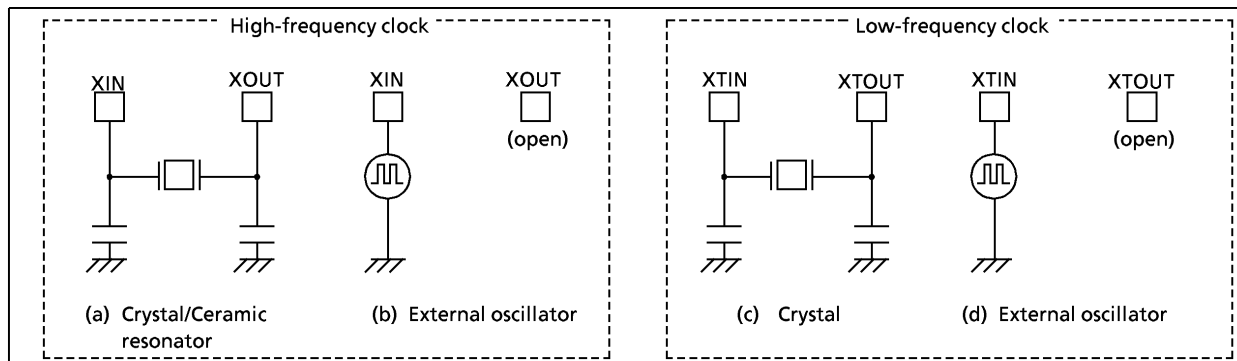 High-frequency clock
XIN
XOUT
XIN
XOUT
(open)
(a) Crystal/Ceramic
resonator
(b) External oscillator
Low-frequency clock
XTIN
XTOUT
XTIN
XTOUT
(open)
(c) Crystal
(d) External oscillator